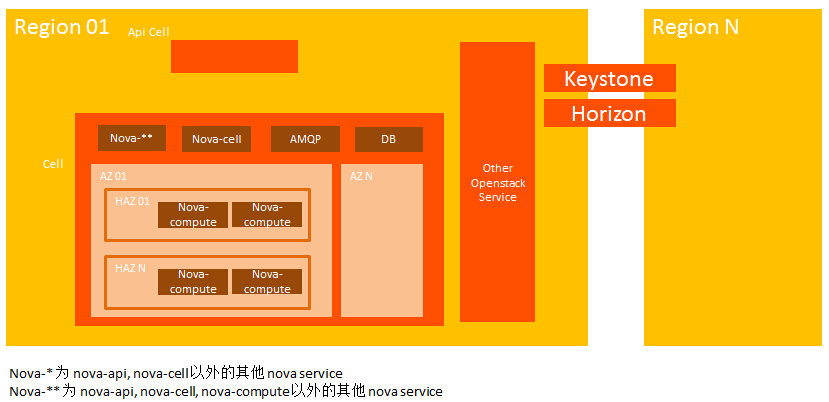 Region 01
Api Cell
Region N
Keystone
Horizon
Nova-**
Nova-cell
AMQP
DB
Cell
Other
Openstack
Service
AZ 01
AZ N
HAZ 01
Nova-
compute
Nova-
compute
HAZ N
Nova-
compute
Nova-
compute
Nova-*为 nova-api, nova-cell以外的其他 nova service
Nova-**为 nova-api, nova-cell, nova-compute以外的其他 nova service